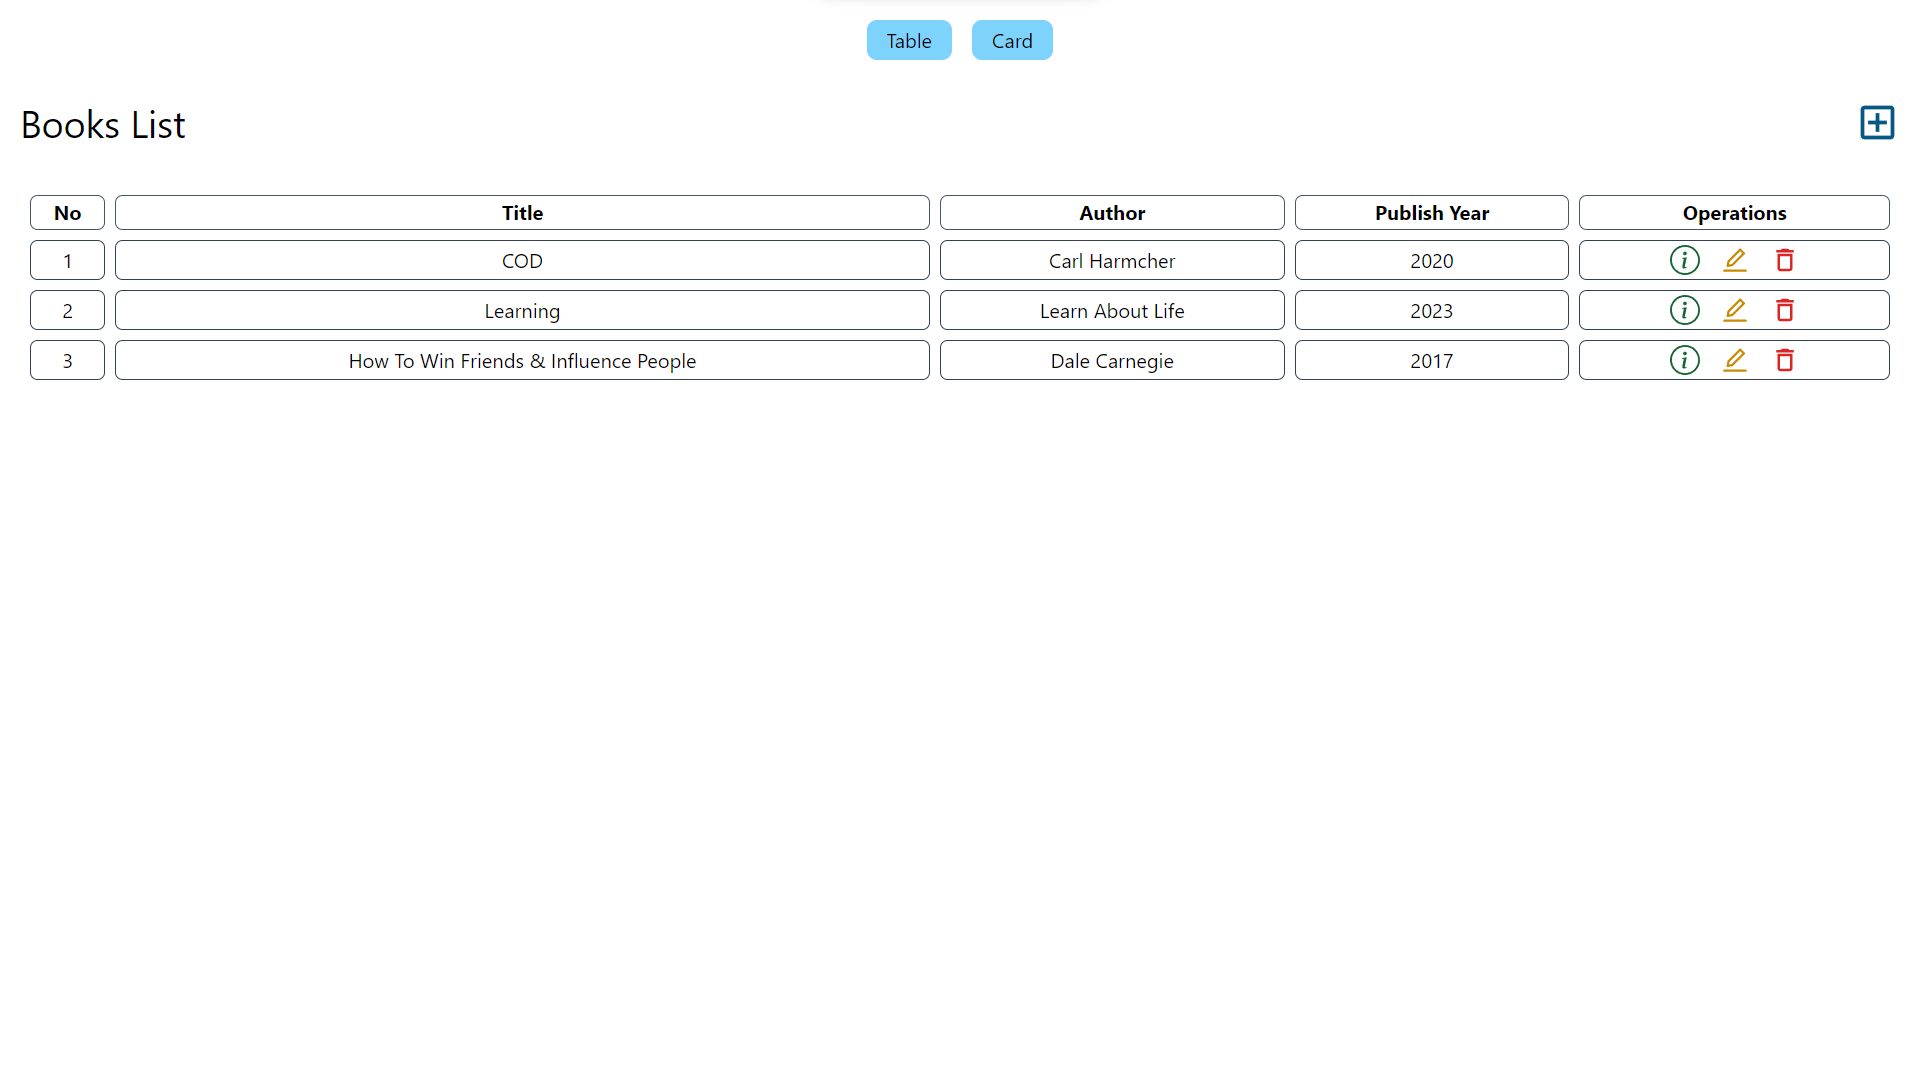 Table Card
Books List
No Title Author Publish Year Operations
1 COD Carl Harmcher 2020
2 Learning Learn About Life 2023
3 How To Win Friends & Influence People Dale Carnegie 2017